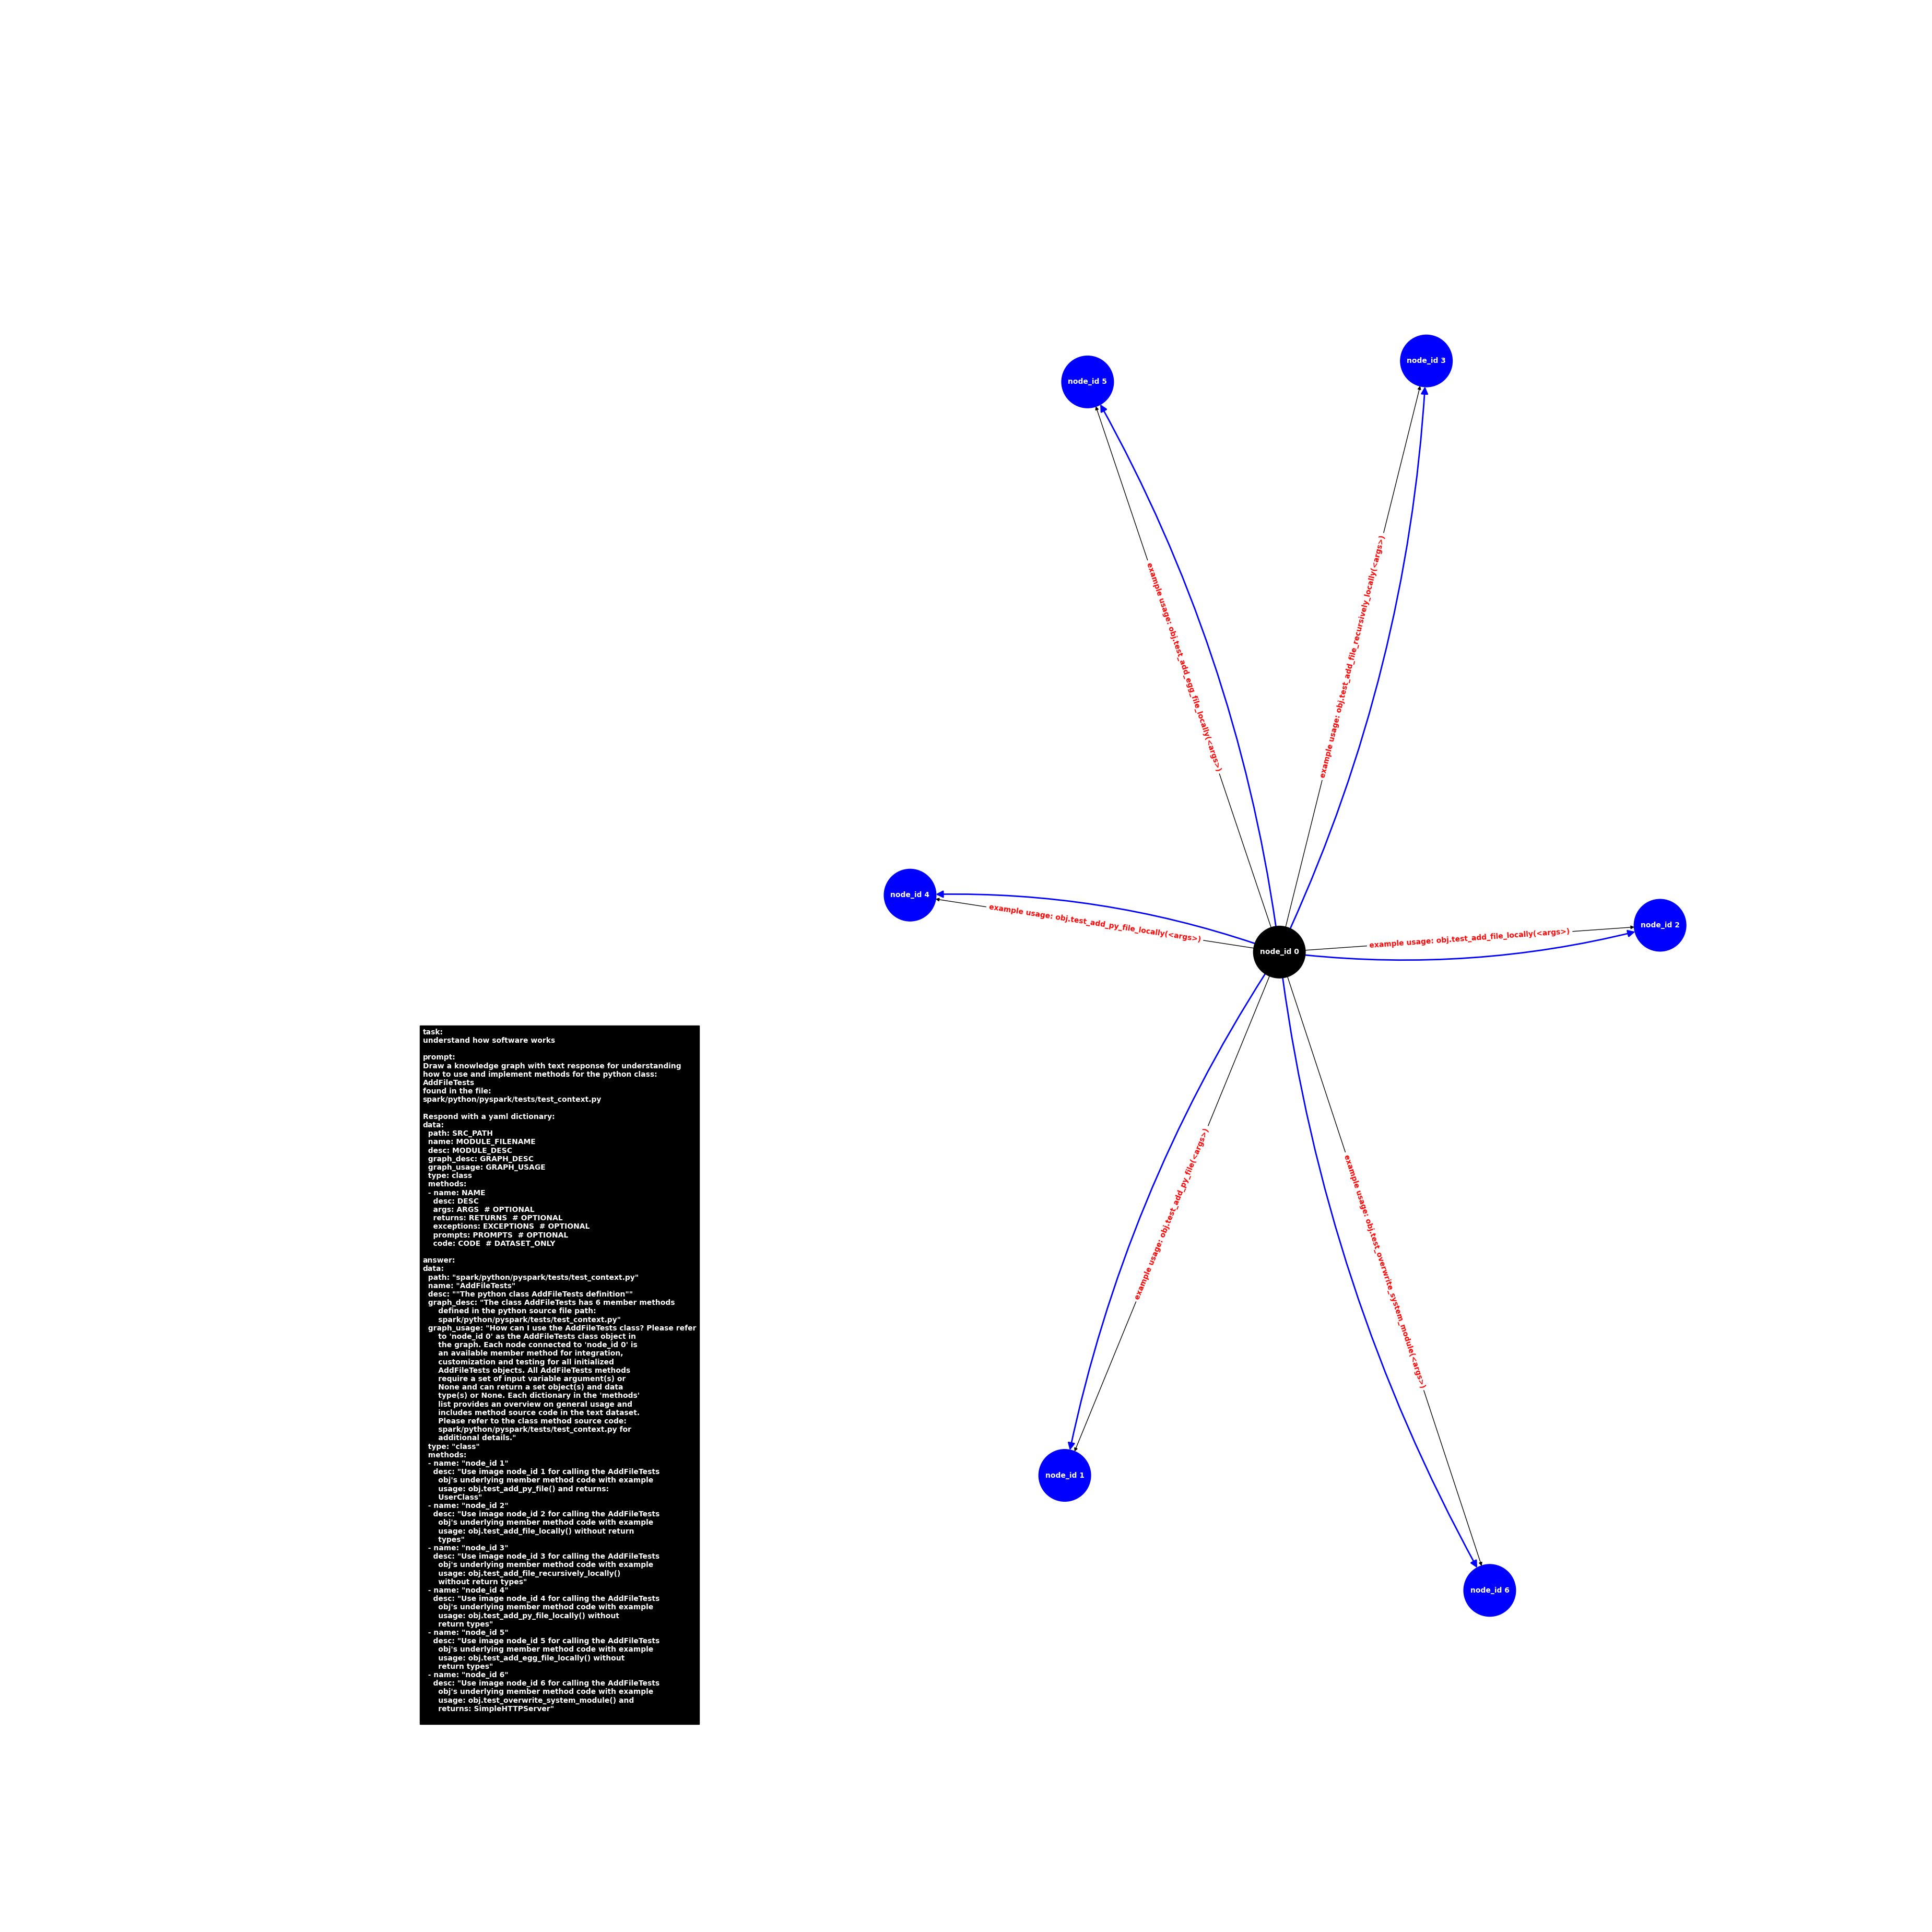 node_id 3
node_id 5
example usage: obj.test_add_file_recursively_locally(<args>)
example usage: obj.test_add_egg_file_locally(<args>)
node_id 4
example usage: obj.test_add_py_file_locally(<args>)
node_id 2
example usage: obj.test_add_file_locally(<args>)
node_id 0
task:
understand how software works

prompt:
Draw a knowledge graph with text response for understanding
how to use and implement methods for the python class:
AddFileTests
found in the file:
spark/python/pyspark/tests/test_context.py

Respond with a yaml dictionary:
data:
  path: SRC_PATH
  name: MODULE_FILENAME
  desc: MODULE_DESC
  graph_desc: GRAPH_DESC
  graph_usage: GRAPH_USAGE
  type: class
  methods:
  - name: NAME
    desc: DESC
    args: ARGS  # OPTIONAL
    returns: RETURNS  # OPTIONAL
    exceptions: EXCEPTIONS  # OPTIONAL
    prompts: PROMPTS  # OPTIONAL
    code: CODE  # DATASET_ONLY

answer:
data:
  path: "spark/python/pyspark/tests/test_context.py"
  name: "AddFileTests"
  desc: ""The python class AddFileTests definition""
  graph_desc: "The class AddFileTests has 6 member methods
      defined in the python source file path:
      spark/python/pyspark/tests/test_context.py"
  graph_usage: "How can I use the AddFileTests class? Please refer
      to 'node_id 0' as the AddFileTests class object in
      the graph. Each node connected to 'node_id 0' is
      an available member method for integration,
      customization and testing for all initialized
      AddFileTests objects. All AddFileTests methods
      require a set of input variable argument(s) or
      None and can return a set object(s) and data
      type(s) or None. Each dictionary in the 'methods'
      list provides an overview on general usage and
      includes method source code in the text dataset.
      Please refer to the class method source code:
      spark/python/pyspark/tests/test_context.py for
      additional details."
  type: "class"
  methods:
  - name: "node_id 1"
    desc: "Use image node_id 1 for calling the AddFileTests
      obj's underlying member method code with example
      usage: obj.test_add_py_file() and returns:
      UserClass"
  - name: "node_id 2"
    desc: "Use image node_id 2 for calling the AddFileTests
      obj's underlying member method code with example
      usage: obj.test_add_file_locally() without return
      types"
  - name: "node_id 3"
    desc: "Use image node_id 3 for calling the AddFileTests
      obj's underlying member method code with example
      usage: obj.test_add_file_recursively_locally()
      without return types"
  - name: "node_id 4"
    desc: "Use image node_id 4 for calling the AddFileTests
      obj's underlying member method code with example
      usage: obj.test_add_py_file_locally() without
      return types"
  - name: "node_id 5"
    desc: "Use image node_id 5 for calling the AddFileTests
      obj's underlying member method code with example
      usage: obj.test_add_egg_file_locally() without
      return types"
  - name: "node_id 6"
    desc: "Use image node_id 6 for calling the AddFileTests
      obj's underlying member method code with example
      usage: obj.test_overwrite_system_module() and
      returns: SimpleHTTPServer"
example usage: obj.test_add_py_file(<args>)
example usage: obj.test_overwrite_system_module(<args>)
node_id 1
node_id 6